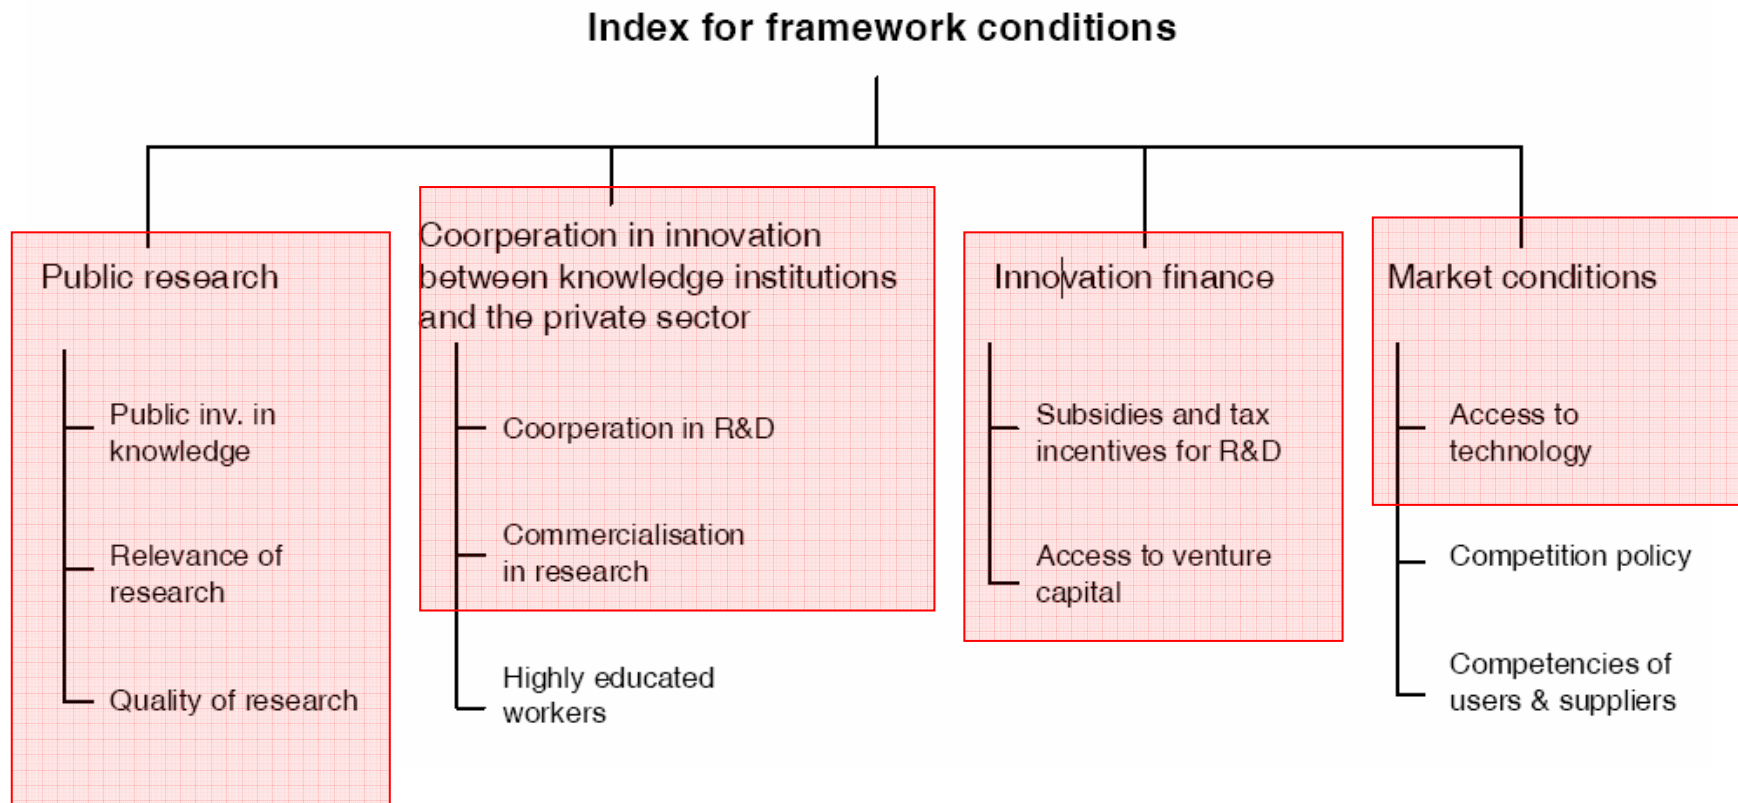 Index for framework conditions
Public research
Public inv. in
knowledge
Relevance of
research
Quality of research
Coorperation in innovation
between knowledge institutions
and the private sector
Coorperation in R&D
Commercialisation
in research
Highly educated
workers
Innovation finance
Subsidies and tax
incentives for R&D
Access to venture
capital
Market conditions
Access to
technology
Competition policy
Competencies of
users & suppliers